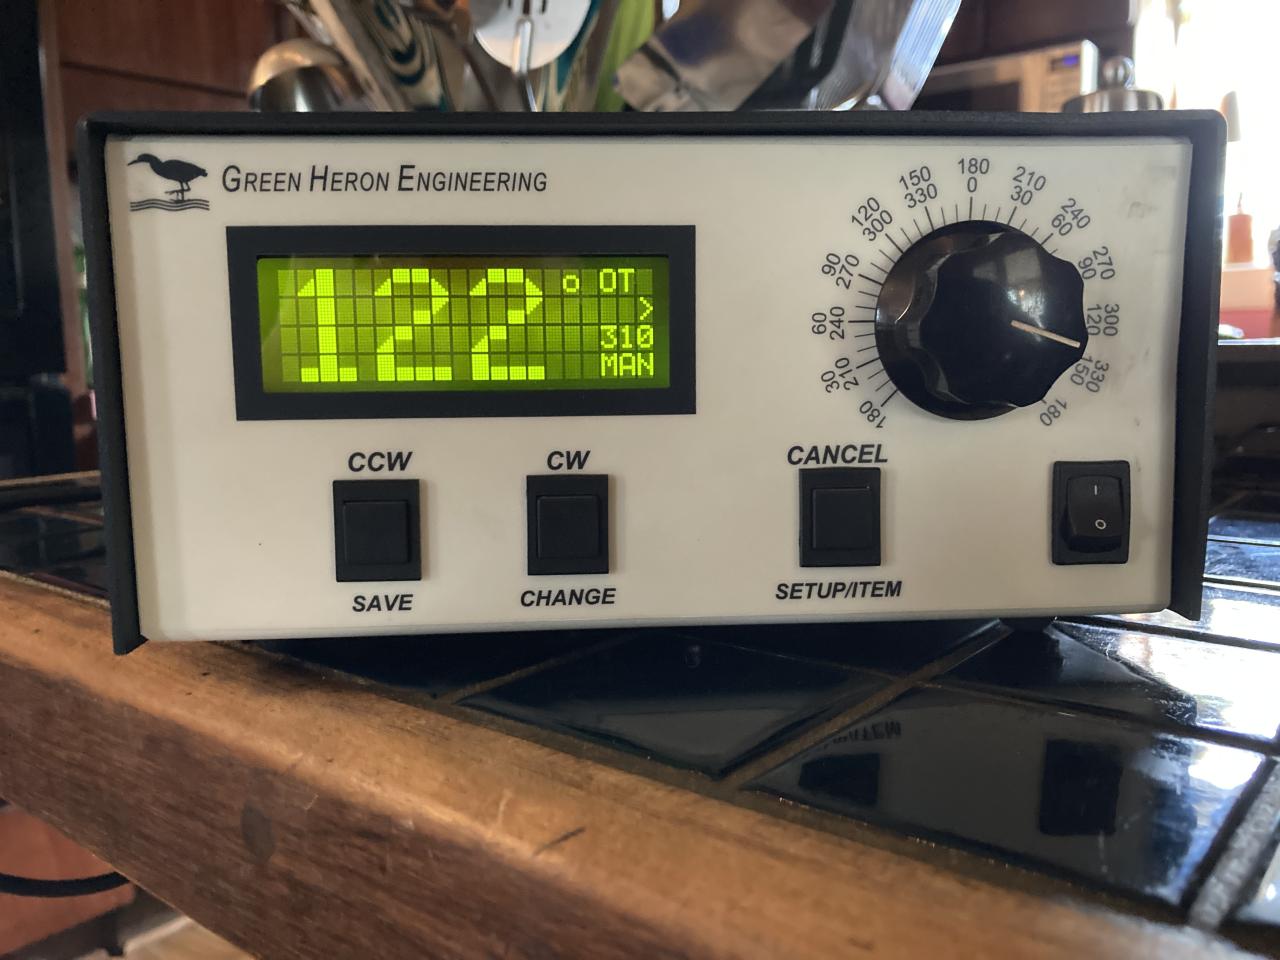 GREEN HERON ENGINEERING
122° OT
>
310
MAN
180
0
150
330
210
30
120
300
240
60
90
270
270
90
60
240
300
120
30
210
330
150
180
180
CCW
CW
CANCEL
SAVE
CHANGE
SETUP/ITEM
I
O